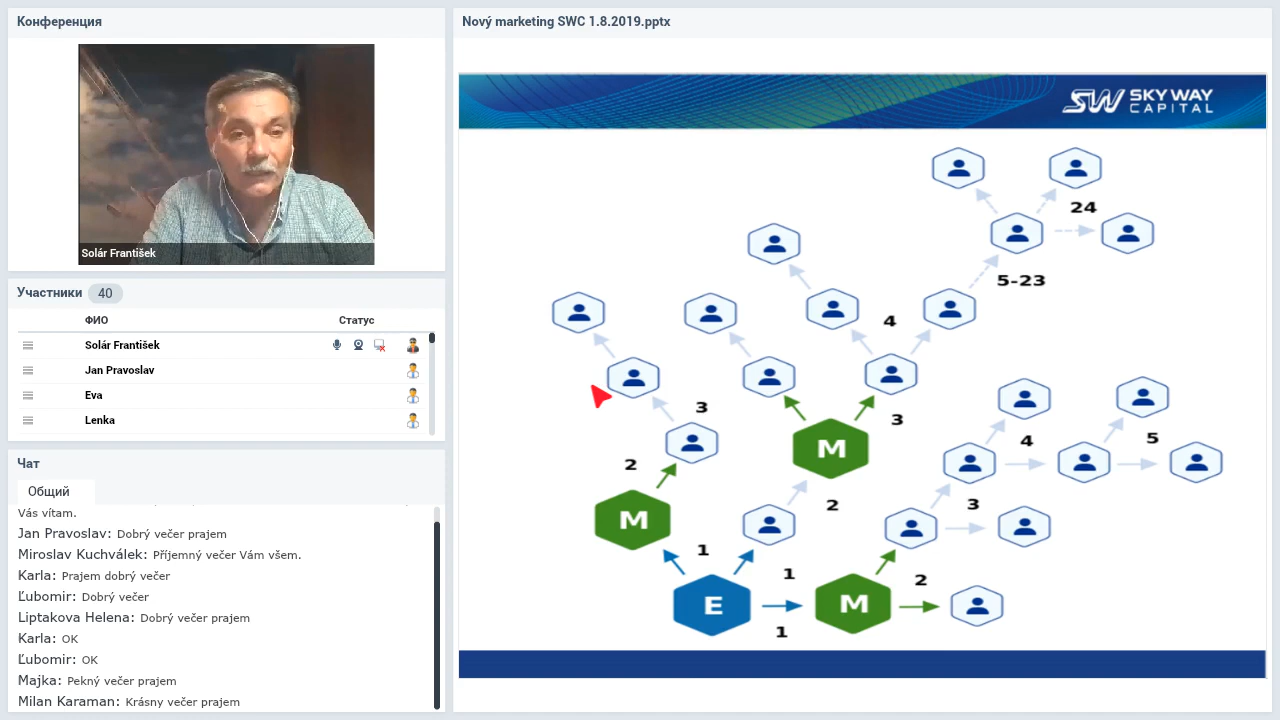 Конференция
Solár František
Участники 40
ФИО Статус
Solár František
Jan Pravoslav
Eva
Lenka
Чат
Общий
Vás vítam.
Jan Pravoslav: Dobrý večer prajem
Miroslav Kuchválek: Příjemný večer Vám všem.
Karla: Prajem dobrý večer
Ľubomir: Dobrý večer
Liptakova Helena: Dobrý večer prajem
Karla: OK
Ľubomir: OK
Majka: Pekný večer prajem
Milan Karaman: Krásny večer prajem
Nový marketing SWC 1.8.2019.pptx
SW SKY WAY
CAPITAL
24
5-23
4
3
3
M
4
5
2
M
2
3
1
1
2
E
M
1